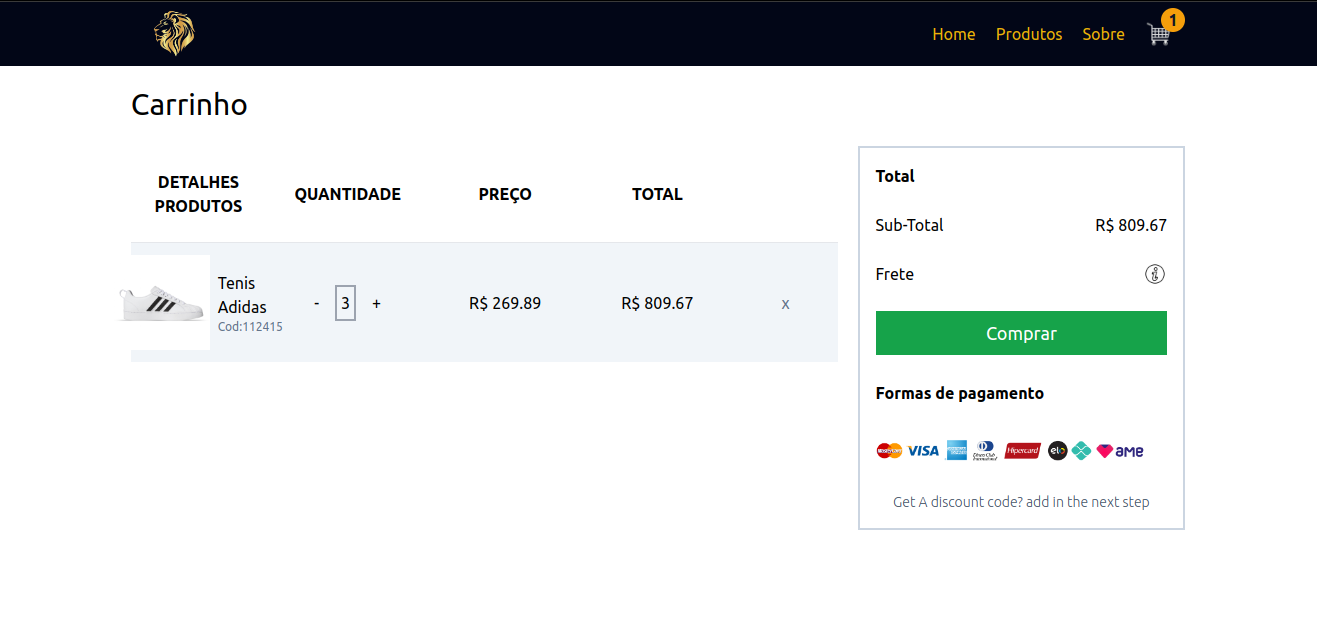 Home Produtos Sobre 1
Carrinho
DETALHES PRODUTOS QUANTIDADE PREÇO TOTAL
Tenis
Adidas
Cod:112415
- 3 + R$ 269.89 R$ 809.67 x
Total
Sub-Total R$ 809.67
Frete i
Comprar
Formas de pagamento
VISA Hipercard elo AME
Get A discount code? add in the next step